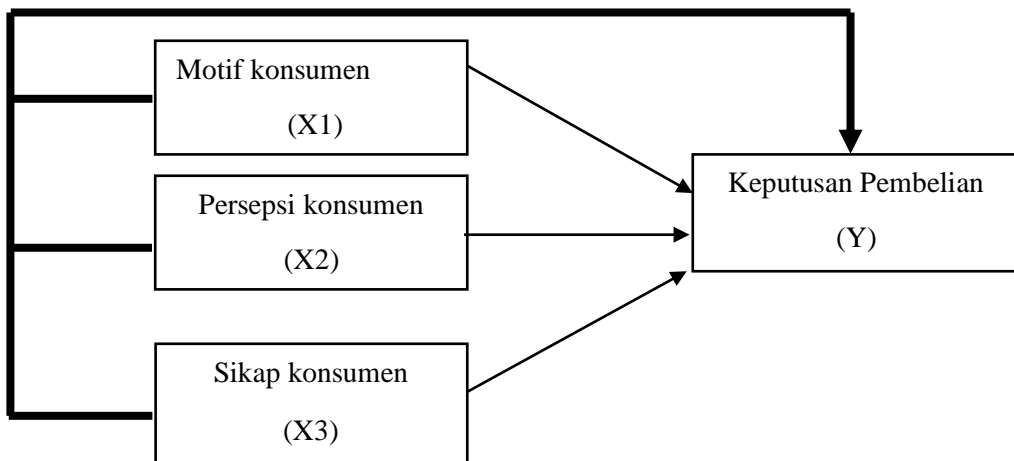 Motif konsumen
(X1)
Persepsi konsumen
(X2)
Sikap konsumen
(X3)
Keputusan Pembelian
(Y)